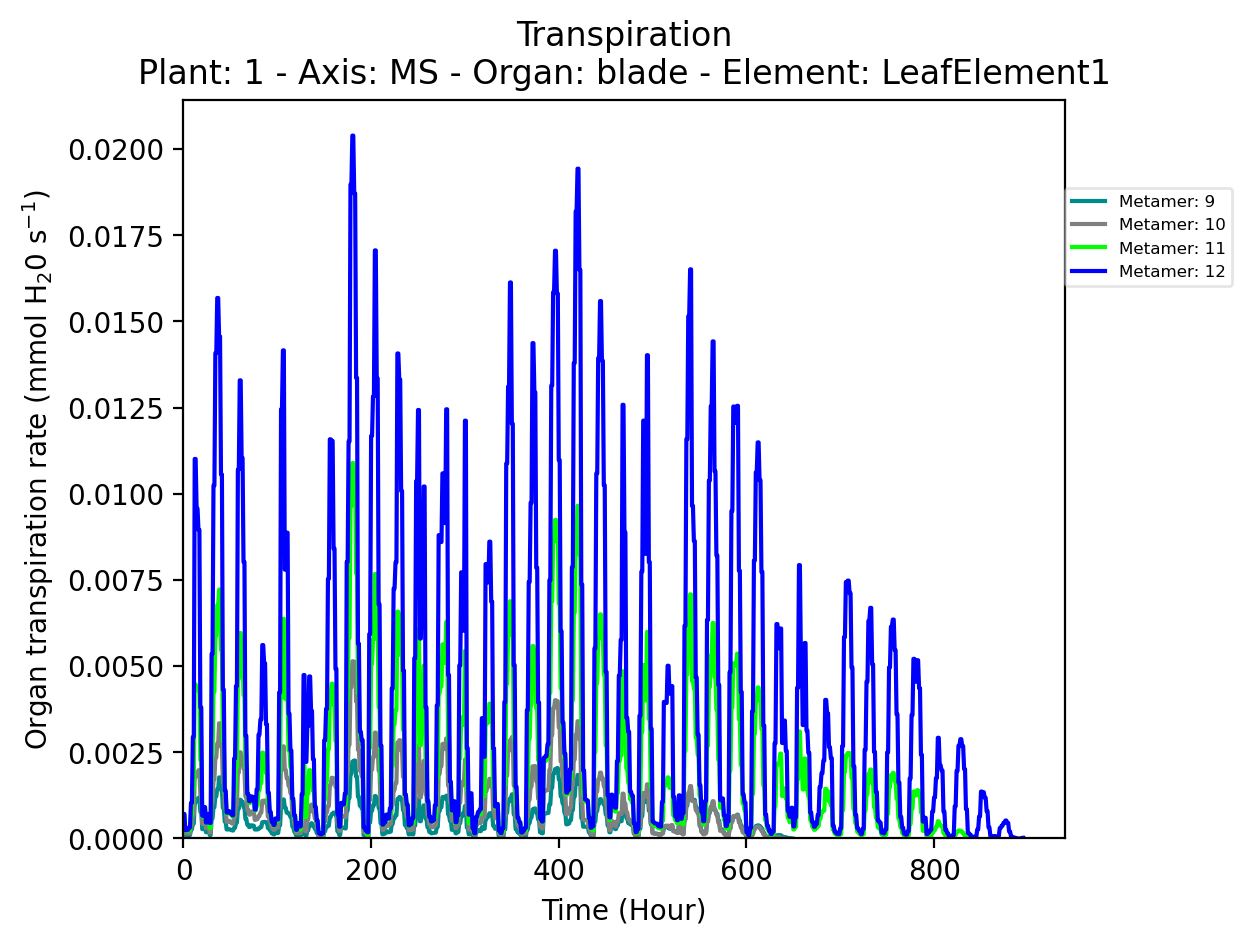 Transpiration
Plant: 1 - Axis: MS - Organ: blade - Element: LeafElement1
Organ transpiration rate (mmol H₂0 s⁻¹)
0.0200
0.0175
0.0150
0.0125
0.0100
0.0075
0.0050
0.0025
0.0000
Metamer: 9
Metamer: 10
Metamer: 11
Metamer: 12
0 200 400 600 800
Time (Hour)